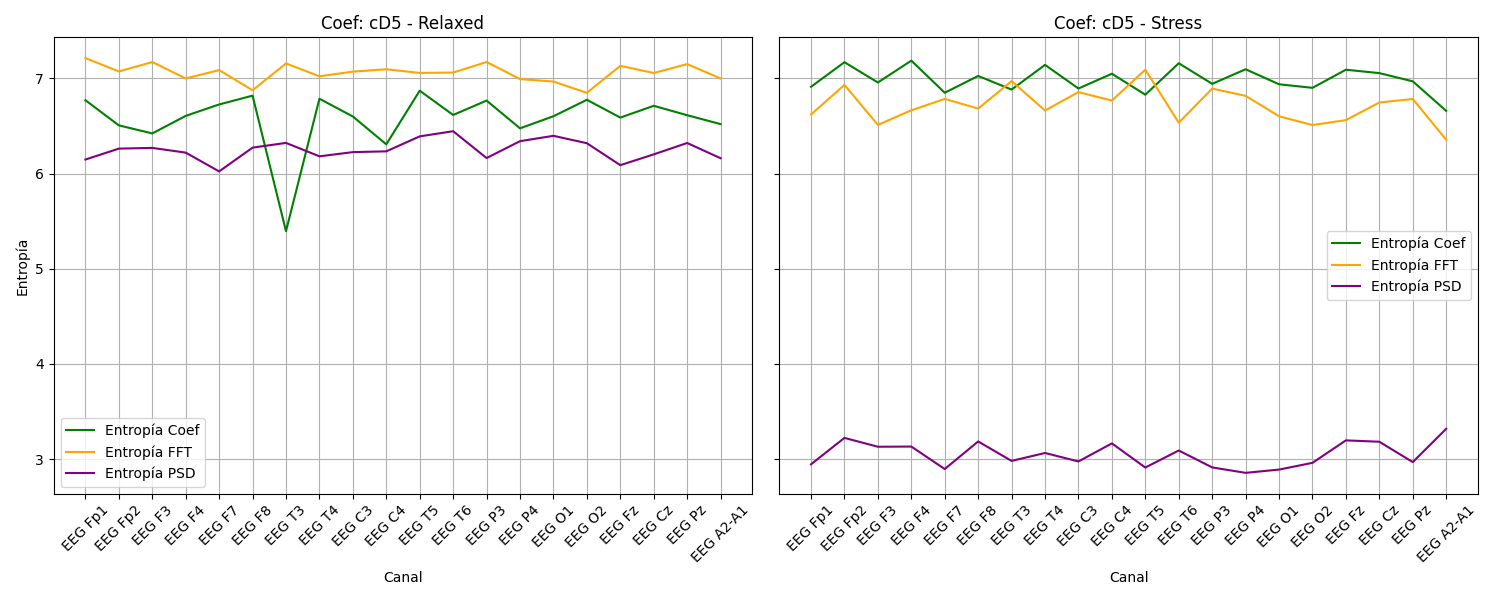 Coef: cD5 - Relaxed
Entropía
7
6
5
4
3
Entropía Coef
Entropía FFT
Entropía PSD
EEG Fp1
EEG Fp2
EEG F3
EEG F4
EEG F7
EEG F8
EEG T3
EEG T4
EEG C3
EEG C4
EEG T5
EEG T6
EEG P3
EEG P4
EEG O1
EEG O2
EEG Fz
EEG Cz
EEG Pz
EEG A2-A1
Canal
Coef: cD5 - Stress
Entropía Coef
Entropía FFT
Entropía PSD
EEG Fp1
EEG Fp2
EEG F3
EEG F4
EEG F7
EEG F8
EEG T3
EEG T4
EEG C3
EEG C4
EEG T5
EEG T6
EEG P3
EEG P4
EEG O1
EEG O2
EEG Fz
EEG Cz
EEG Pz
EEG A2-A1
Canal